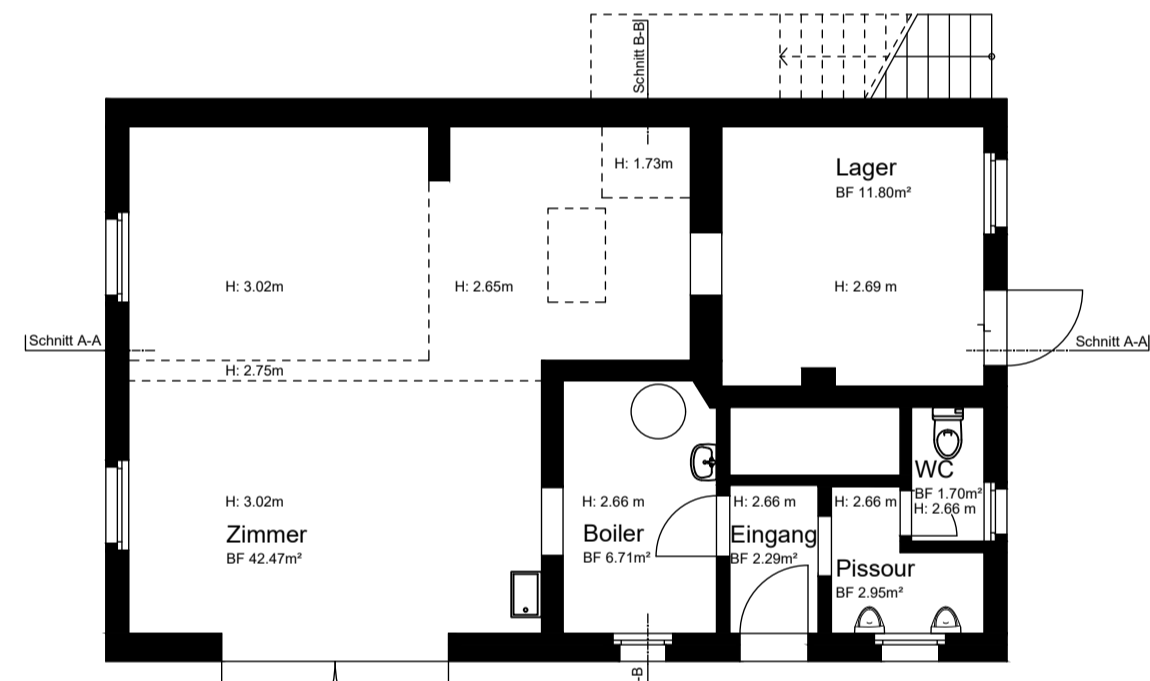 Schnitt B-B
H: 1.73m
Lager
BF 11.80m²
H: 3.02m
H: 2.65m
H: 2.69 m
Schnitt A-A
Schnitt A-A
H: 2.75m
WC
BF 1.70m²
H: 2.66 m
H: 3.02m
Zimmer
BF 42.47m²
H: 2.66 m
Boiler
BF 6.71m²
H: 2.66 m
Eingang
BF 2.29m²
H: 2.66 m
Pissour
BF 2.95m²
-B